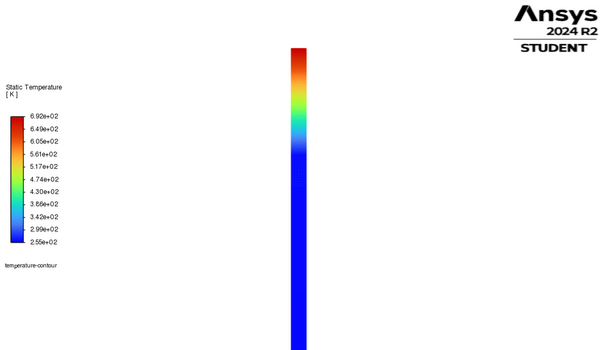 Ansys
2024 R2
STUDENT
Static Temperature
[ K ]
6.92e+02
6.49e+02
6.05e+02
5.61e+02
5.17e+02
4.74e+02
4.30e+02
3.86e+02
3.42e+02
2.99e+02
2.55e+02
temperature-contour